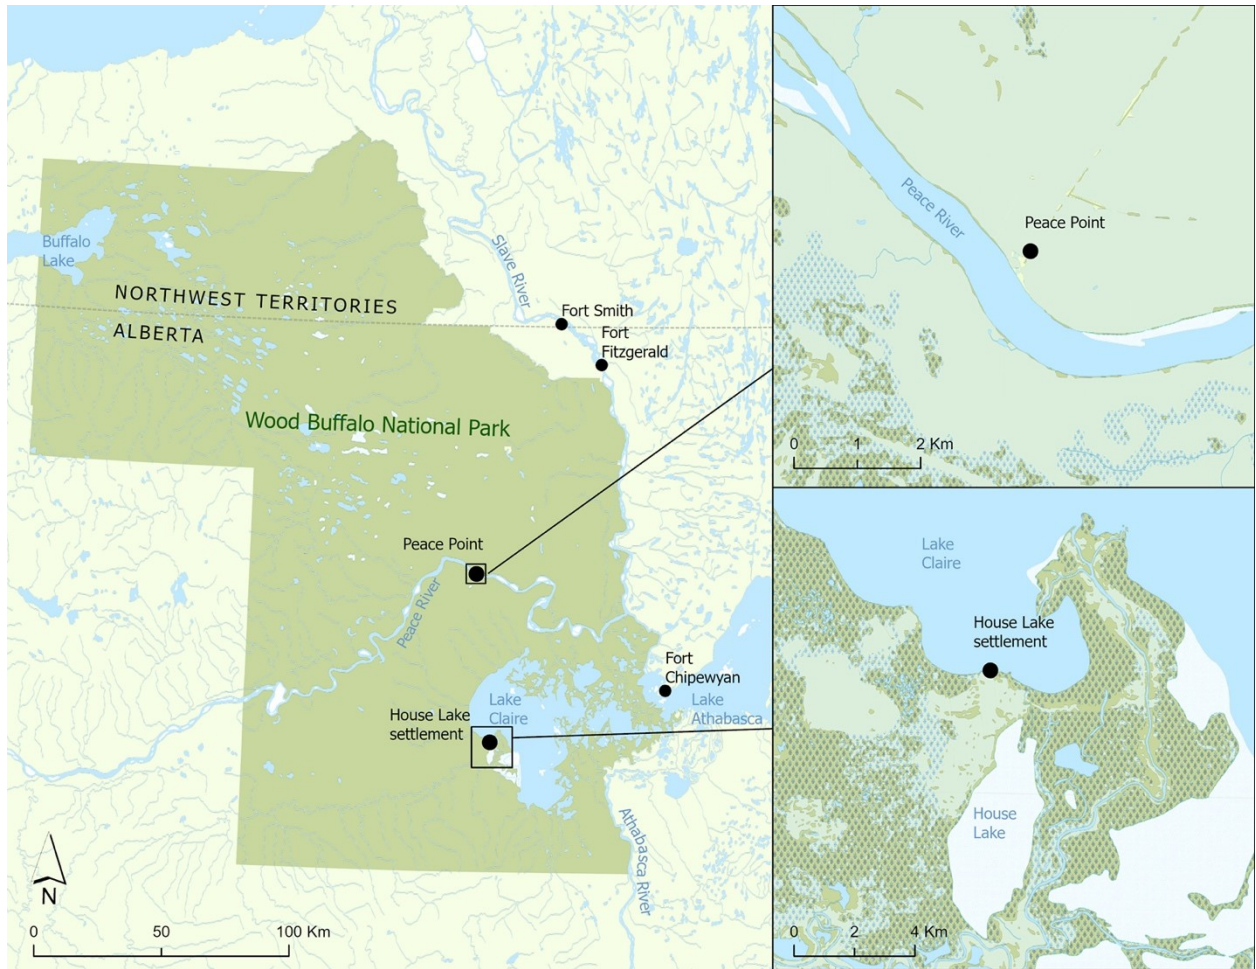 Buffalo
Lake
NORTHWEST TERRITORIES
ALBERTA
Slave River
Fort Smith
Fort
Fitzgerald
Wood Buffalo National Park
Peace Point
Peace River
Fort
Chipewyan
Lake
Claire
Lake
Athabasca
House Lake
settlement
Athabasca River
N
0 50 100 Km
Peace River
Peace Point
0 1 2 Km
Lake
Claire
House Lake
settlement
House
Lake
0 2 4 Km